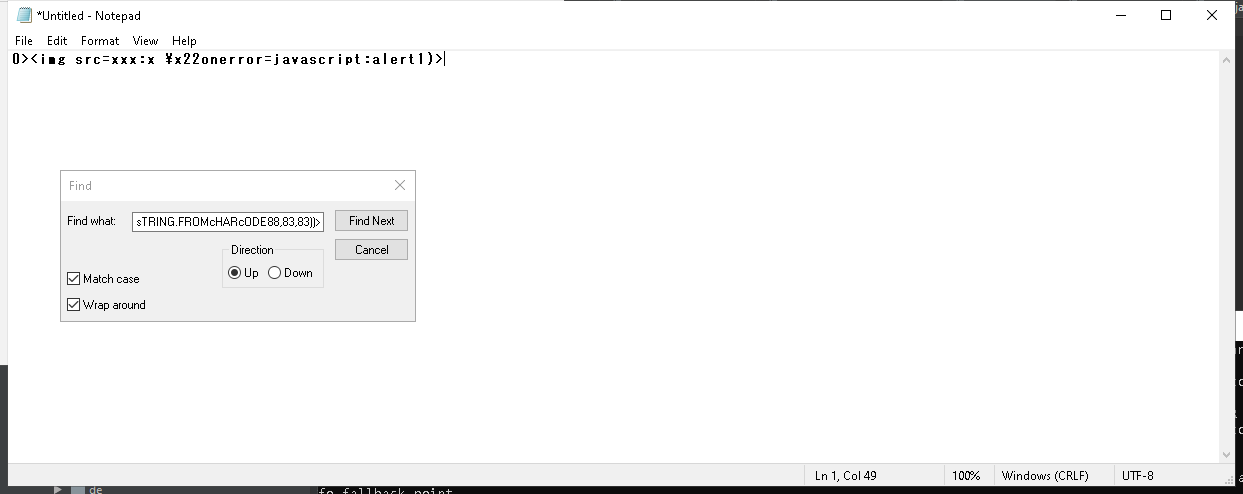 *Untitled - Notepad
File Edit Format View Help
0><img src=xxx:x ¥x22onerror=javascript:alert1)>
Find
Find what: sTRING.FROMcHARcODE88,83,83))> Find Next
Direction Cancel
Up Down
Match case
Wrap around
Ln 1, Col 49 100% Windows (CRLF) UTF-8
de
fo fallback point